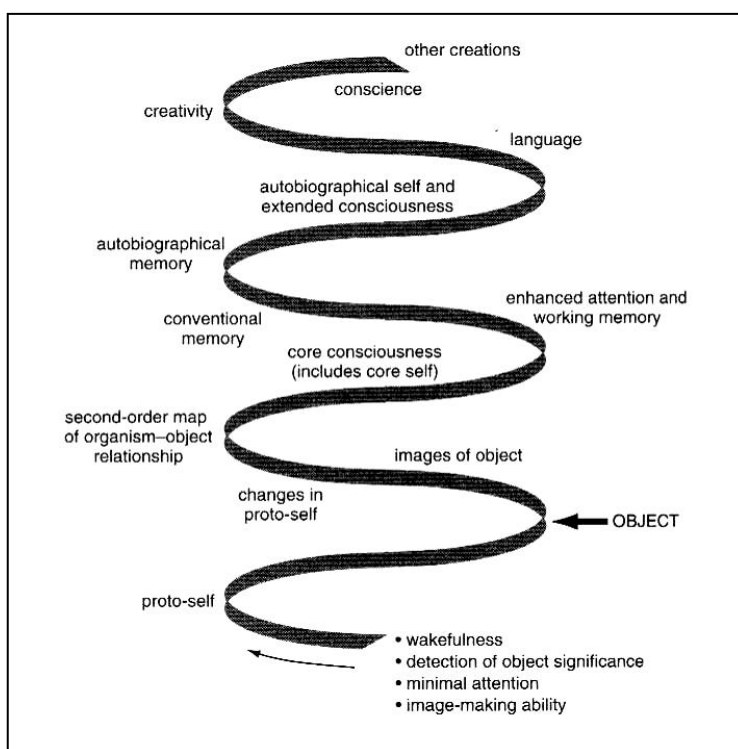 other creations
conscience
creativity
language
autobiographical self and
extended consciousness
autobiographical
memory
enhanced attention and
working memory
conventional
memory
core consciousness
(includes core self)
second-order map
of organism–object
relationship
images of object
changes in
proto-self
OBJECT
proto-self
• wakefulness
• detection of object significance
• minimal attention
• image-making ability